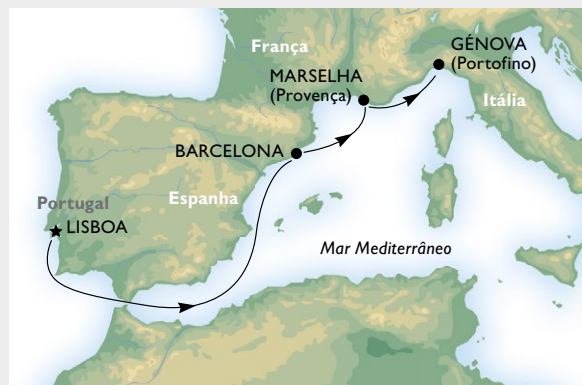 França
GÉNOVA
(Portofino)
MARSELHA
(Provença)
Itália
BARCELONA
Portugal
Espanha
LISBOA
Mar Mediterrâneo